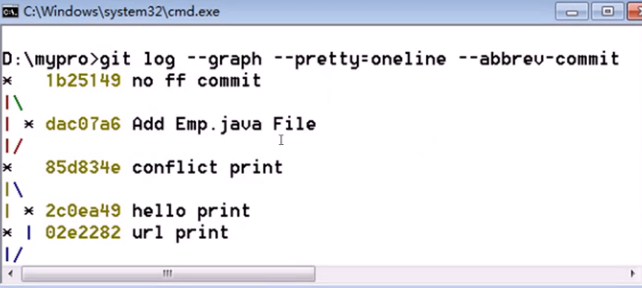 C:\Windows\system32\cmd.exe
D:\mypro>git log --graph --pretty=oneline --abbrev-commit
*   1b25149 no ff commit
|\
| * dac07a6 Add Emp.java File
|/
*   85d834e conflict print
|\
| * 2c0ea49 hello print
* | 02e2282 url print
|/